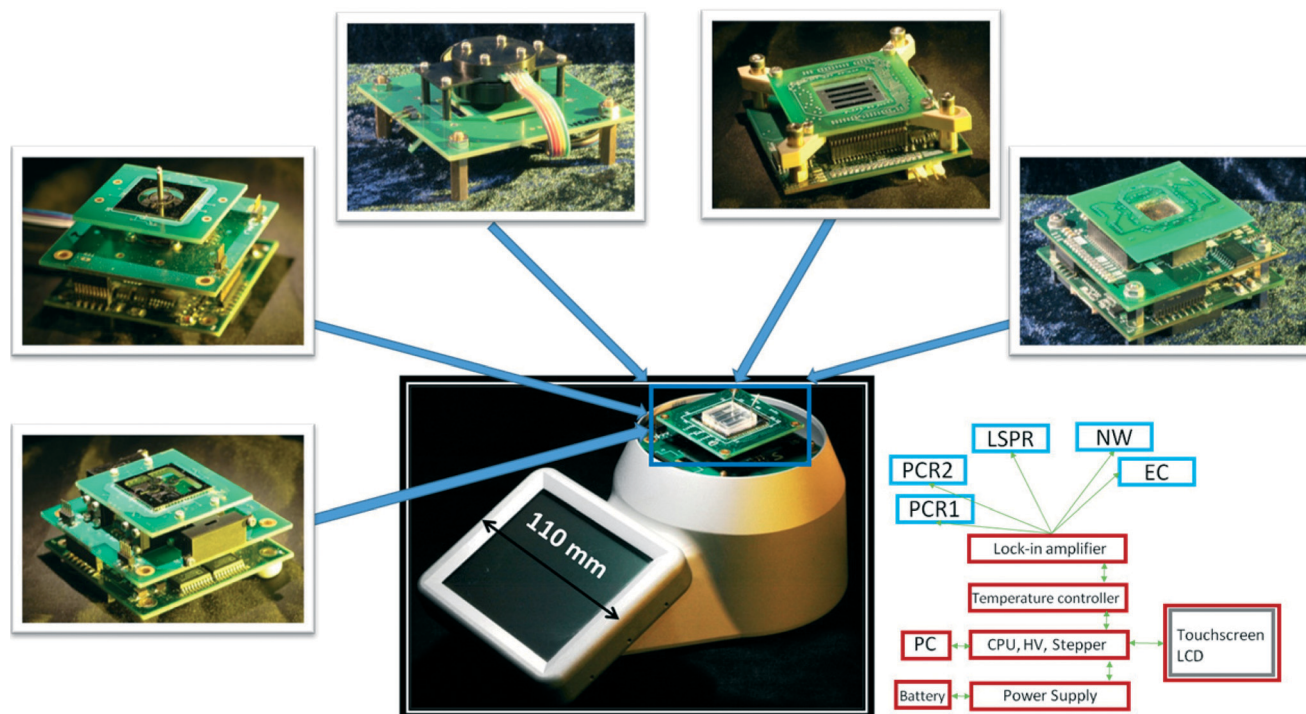 110 mm
LSPR
NW
PCR2
EC
PCR1
Lock-in amplifier
Temperature controller
PC
CPU, HV, Stepper
Touchscreen
LCD
Battery
Power Supply